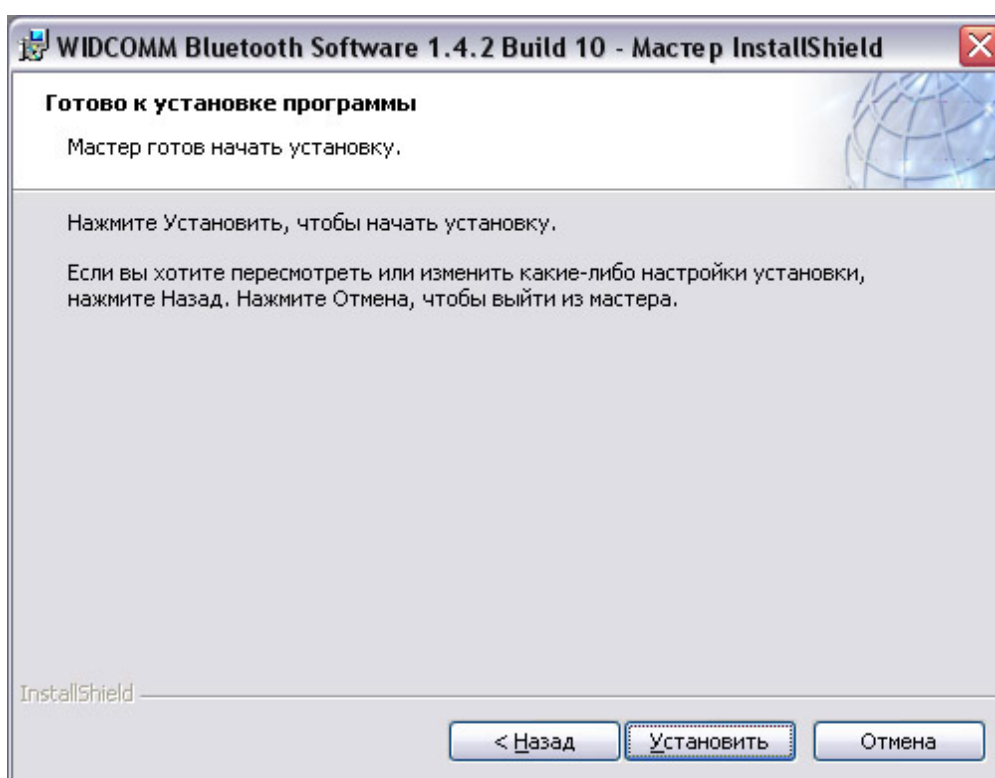 WIDCOMM Bluetooth Software 1.4.2 Build 10 - Мастер InstallShield
Готово к установке программы
Мастер готов начать установку.
Нажмите Установить, чтобы начать установку.
Если вы хотите пересмотреть или изменить какие-либо настройки установки,
нажмите Назад. Нажмите Отмена, чтобы выйти из мастера.
InstallShield
< Назад Установить Отмена